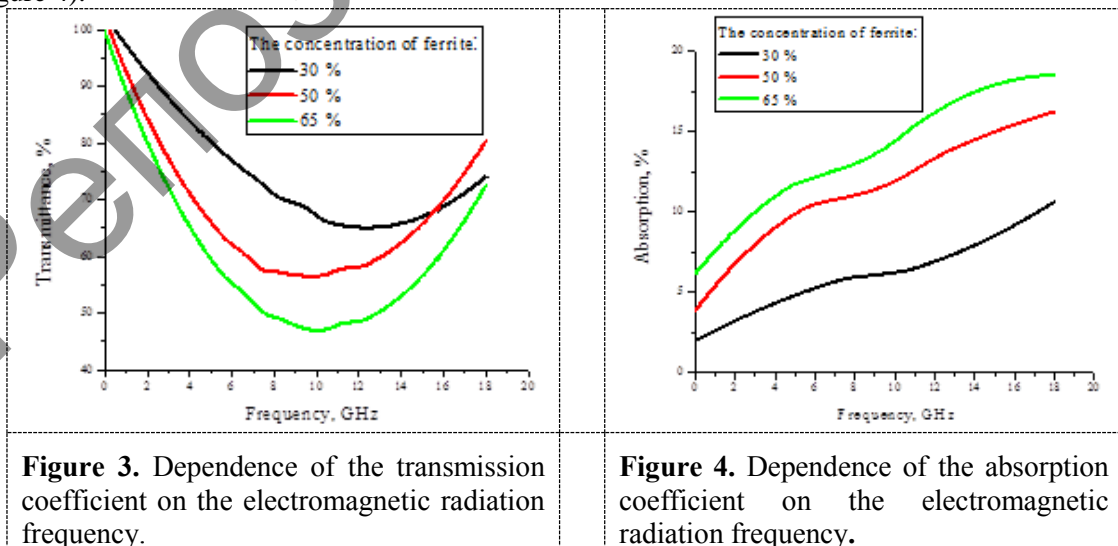 gure 4).
100
90
80
70
60
50
40
Transmittance, %
The concentration of ferrite:
30 %
50 %
65 %
0 2 4 6 8 10 12 14 16 18 20
Frequency, GHz
20
15
10
5
0
Absorption, %
The concentration of ferrite:
30 %
50 %
65 %
0 2 4 6 8 10 12 14 16 18 20
Frequency, GHz
Figure 3. Dependence of the transmission
coefficient on the electromagnetic radiation
frequency.
Figure 4. Dependence of the absorption
coefficient on the electromagnetic
radiation frequency.